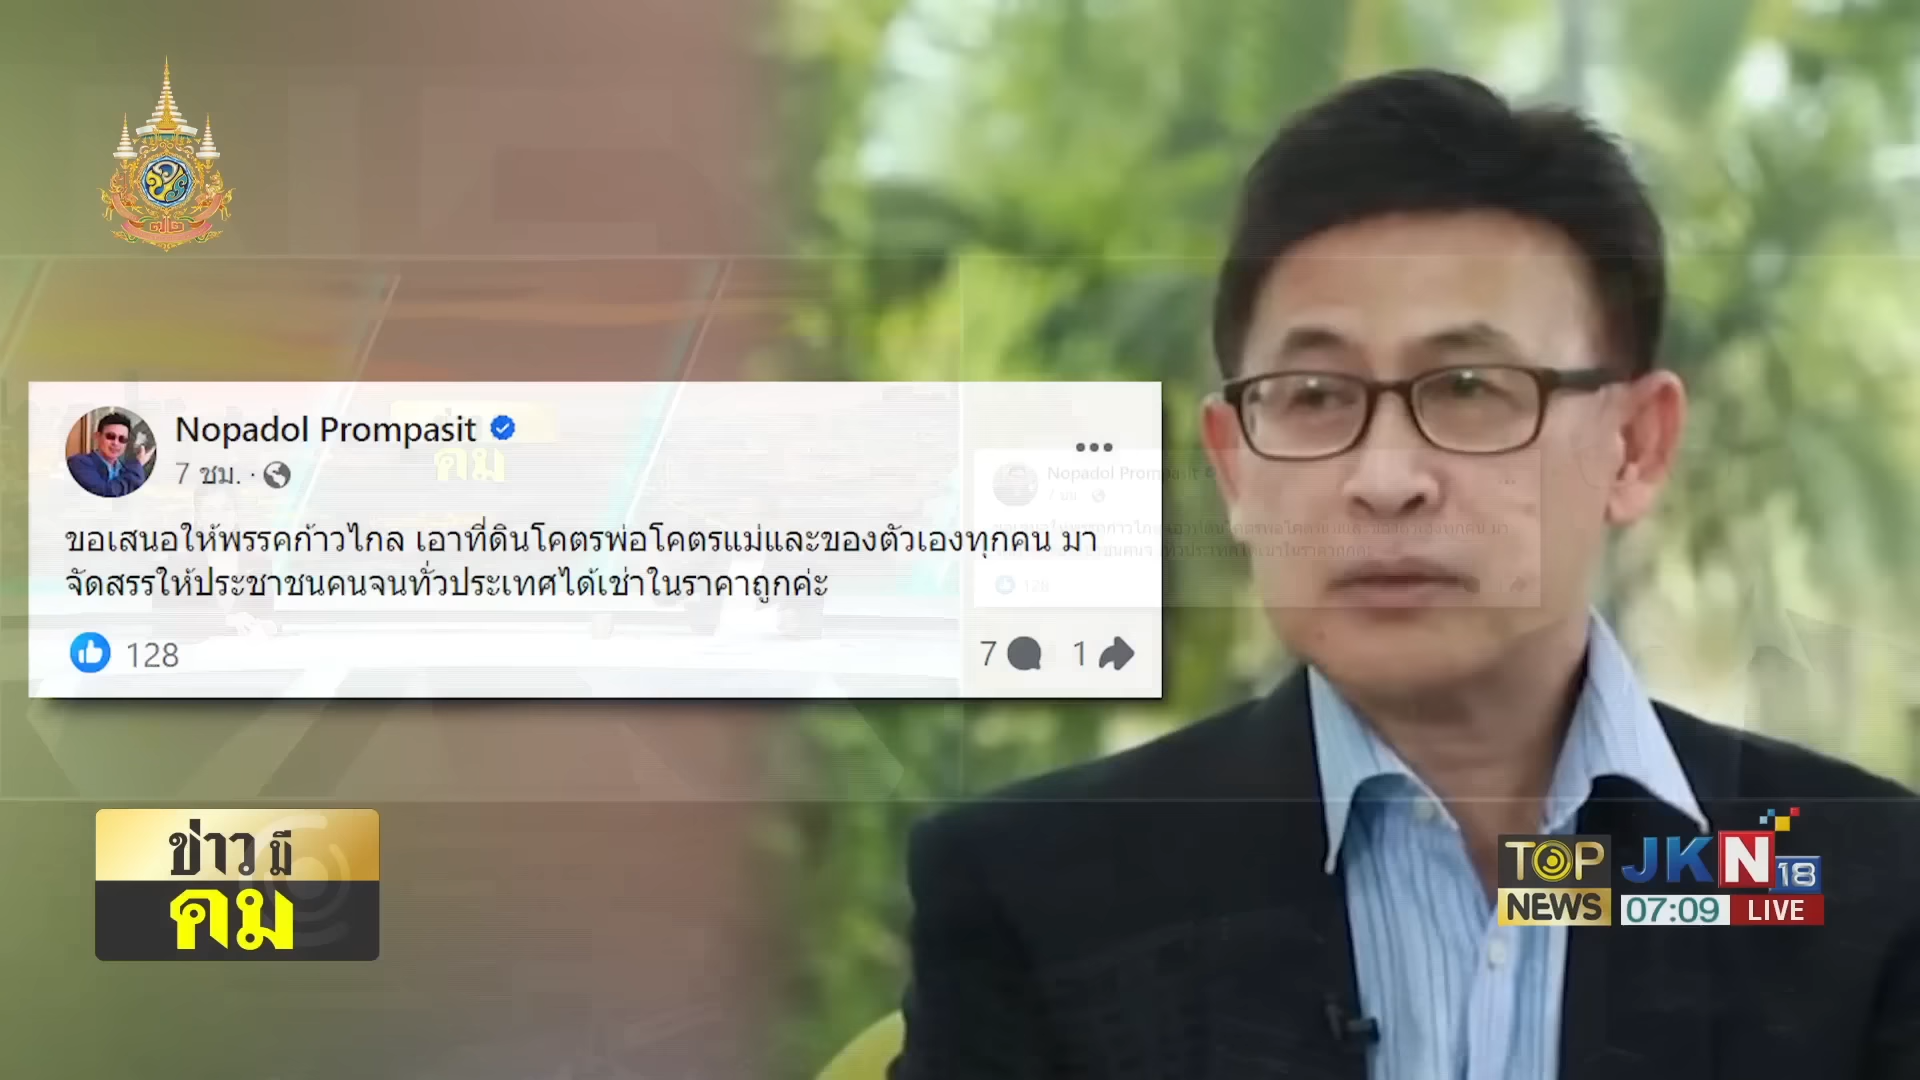 Nopadol Prompasit
7 ชม. ·
ขอเสนอให้พรรคก้าวไกล เอาที่ดินโคตรพ่อโคตรแม่และของตัวเองทุกคน มา
จัดสรรให้ประชาชนคนจนทั่วประเทศได้เช่าในราคาถูกค่ะ
128
7 1
ข่าวมี
คม
TOP
NEWS
JKN18
07:09 LIVE